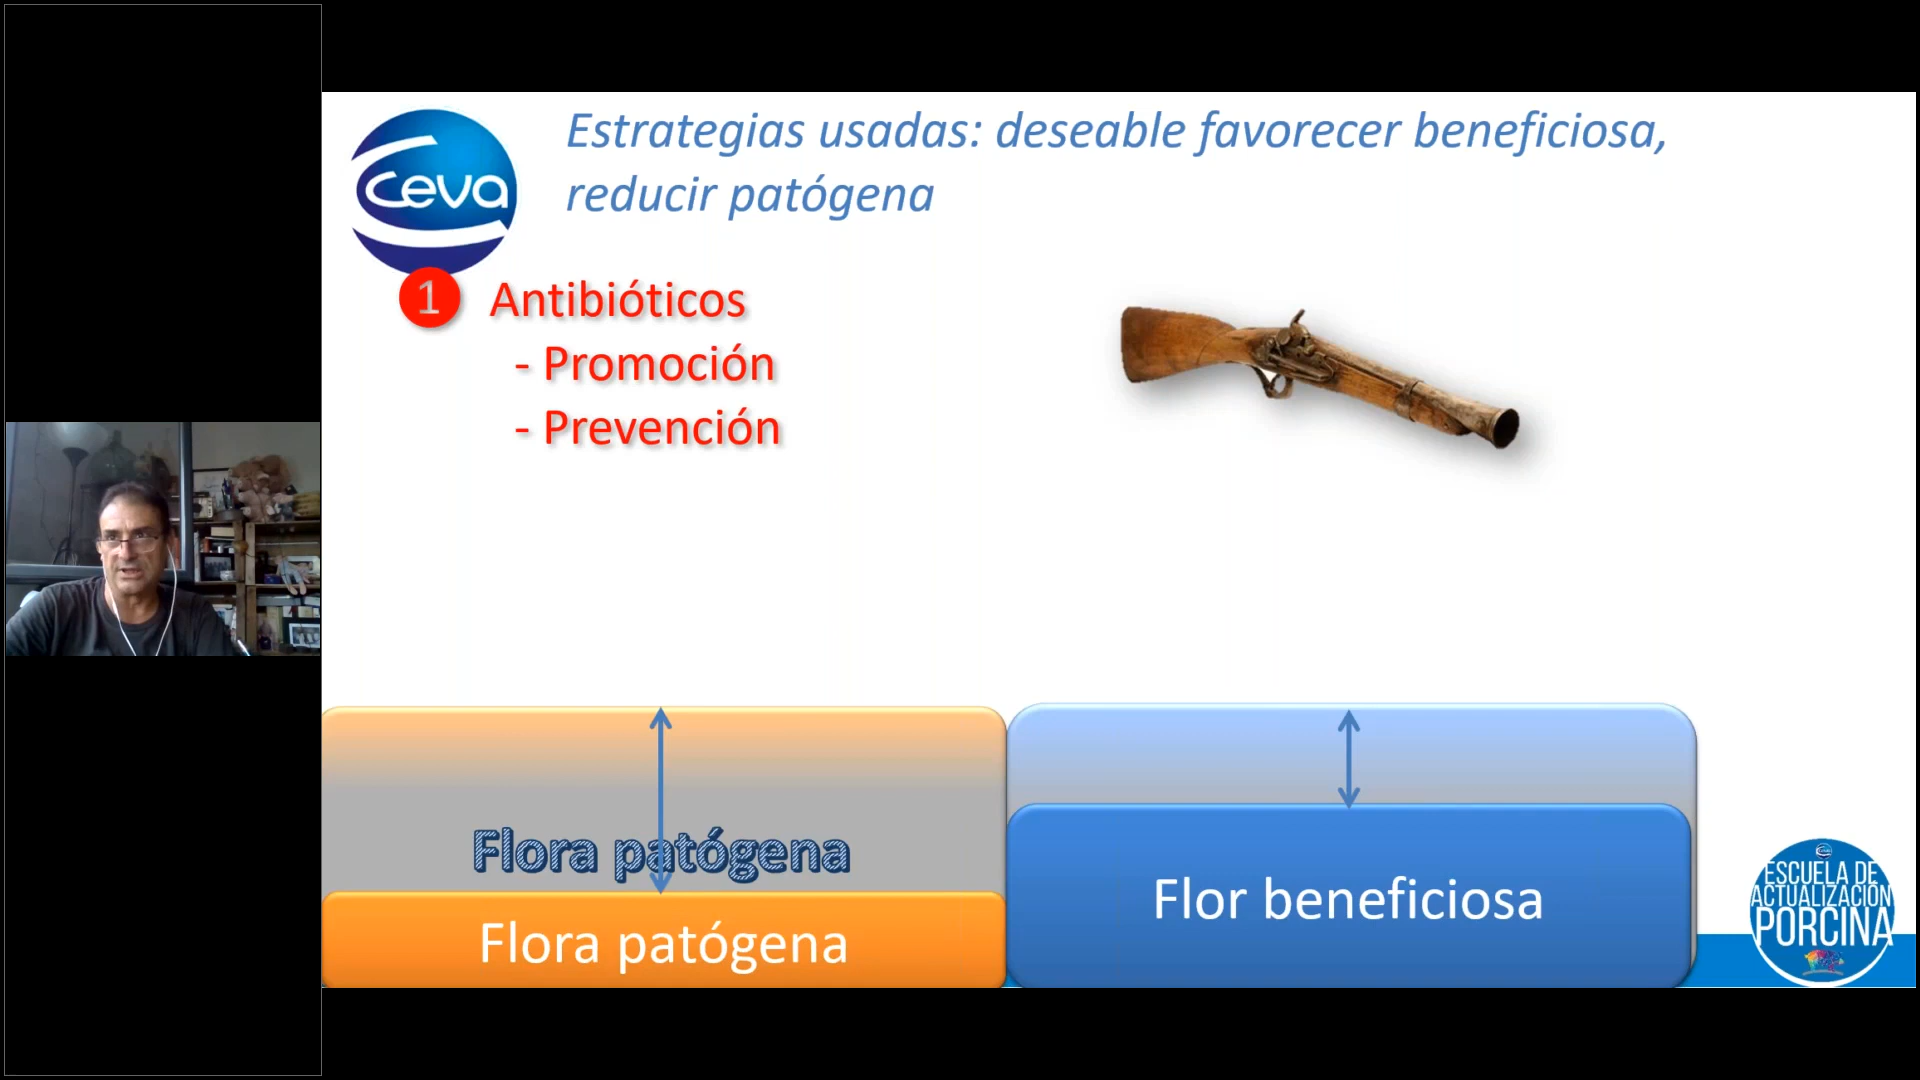 ceva
Estrategias usadas: deseable favorecer beneficiosa,
reducir patógena
1 Antibióticos
- Promoción
- Prevención
Flora patógena
Flora patógena
Flor beneficiosa
ESCUELA DE
ACTUALIZACIÓN
PORCINA